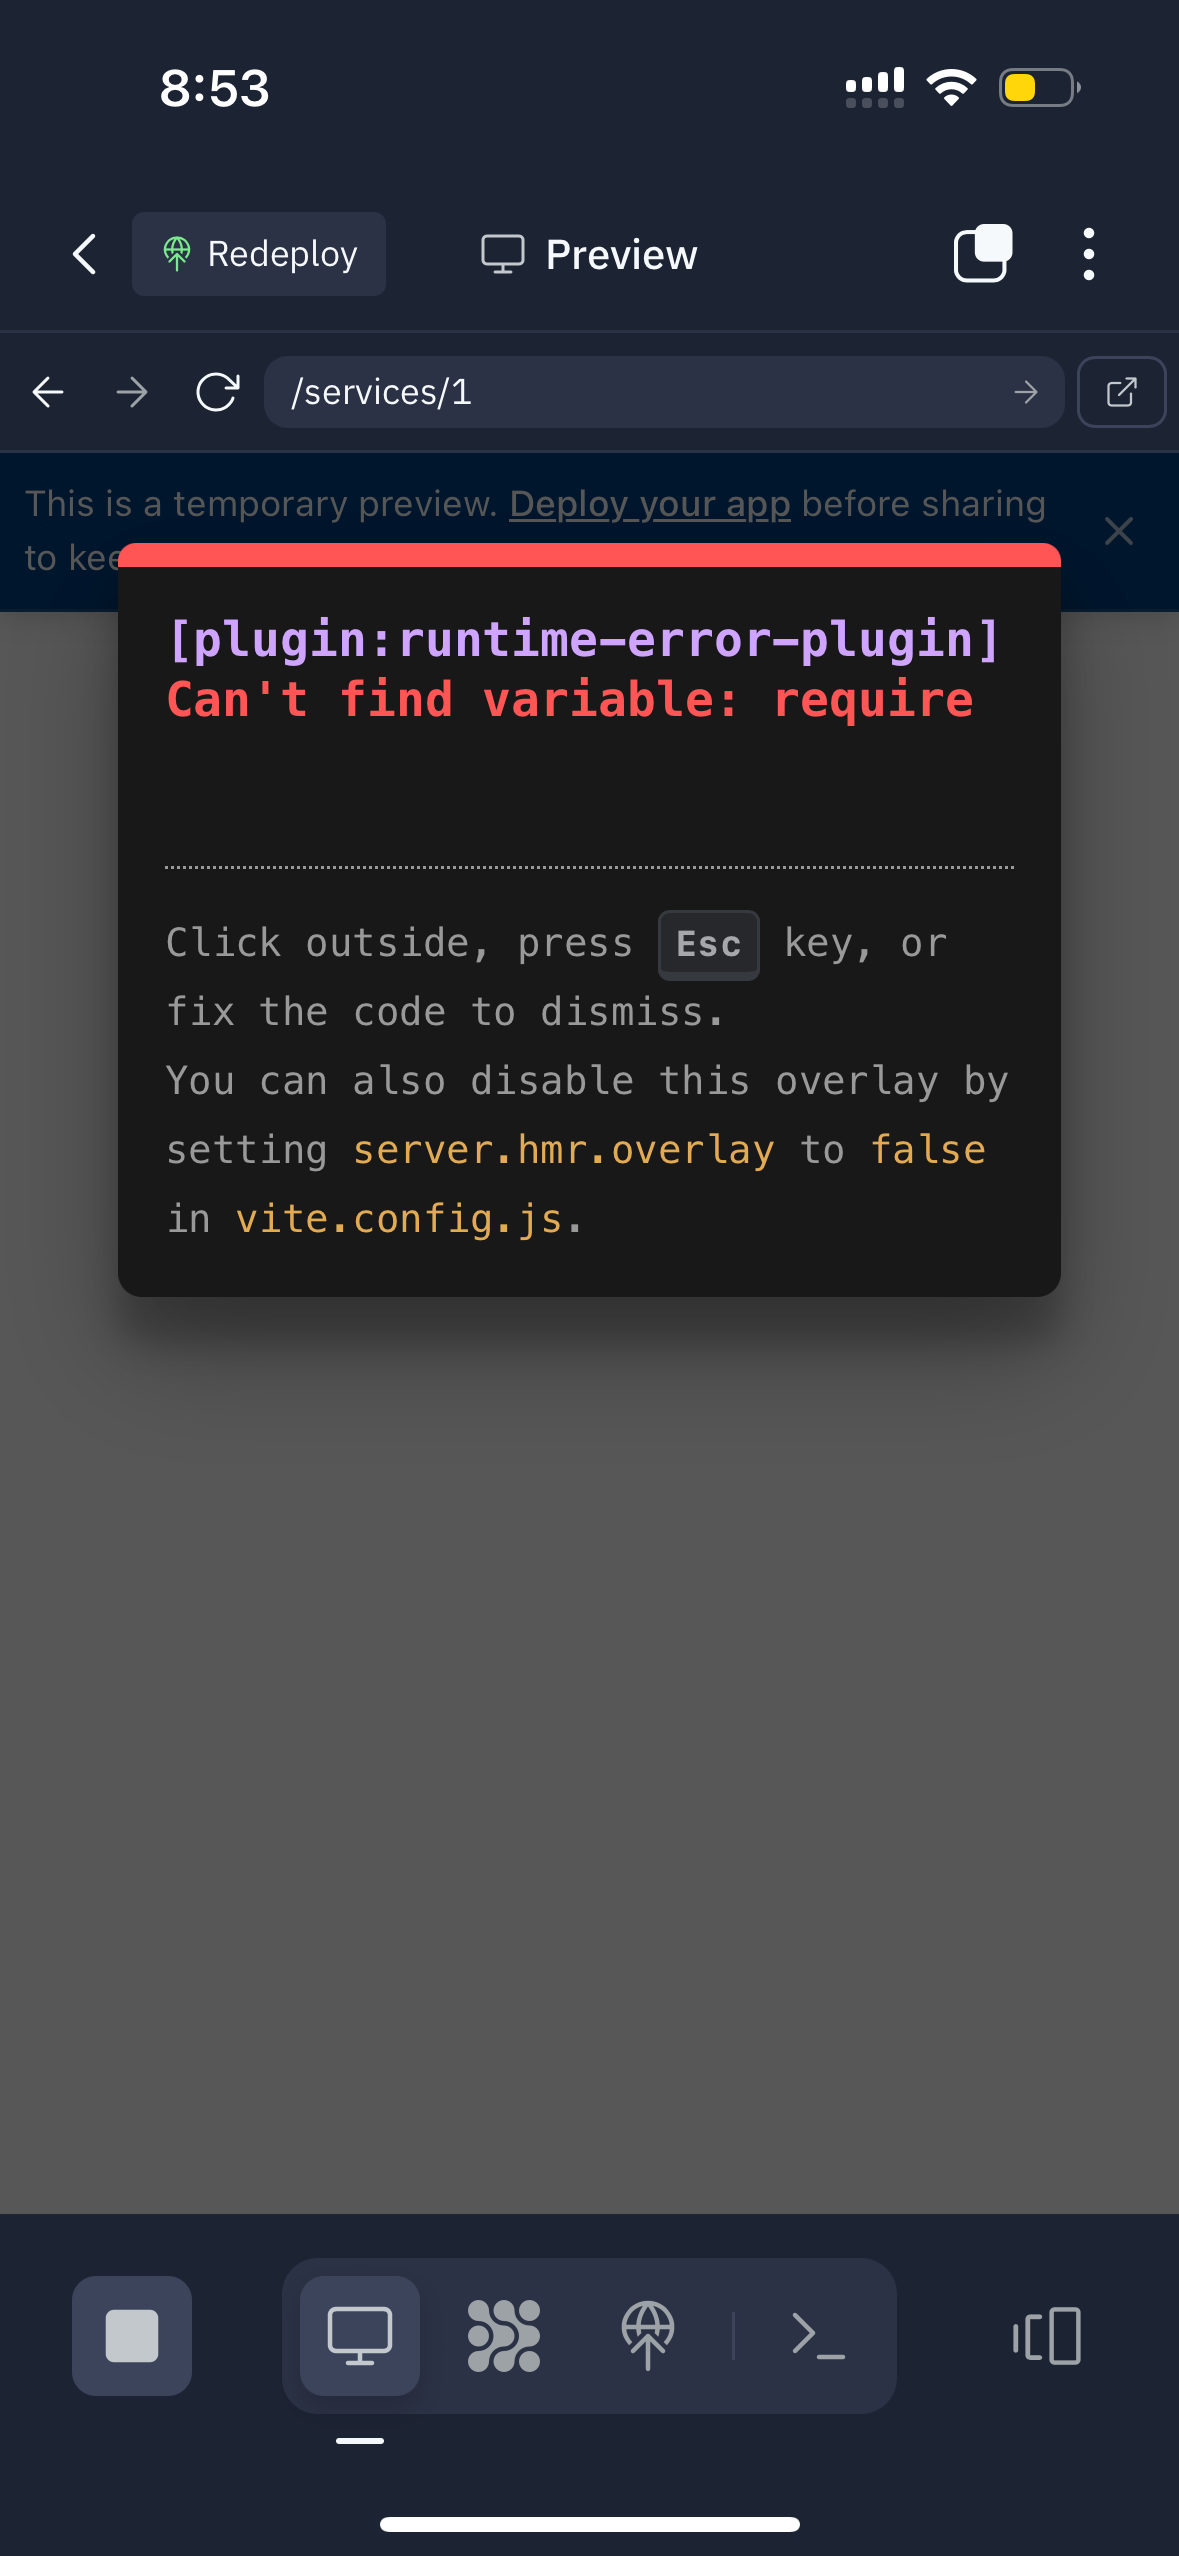 8:53
Redeploy
Preview
/services/1
This is a temporary preview. Deploy your app before sharing
to kee
[plugin:runtime-error-plugin]
Can't find variable: require
Click outside, press Esc key, or
fix the code to dismiss.
You can also disable this overlay by
setting server.hmr.overlay to false
in vite.config.js.